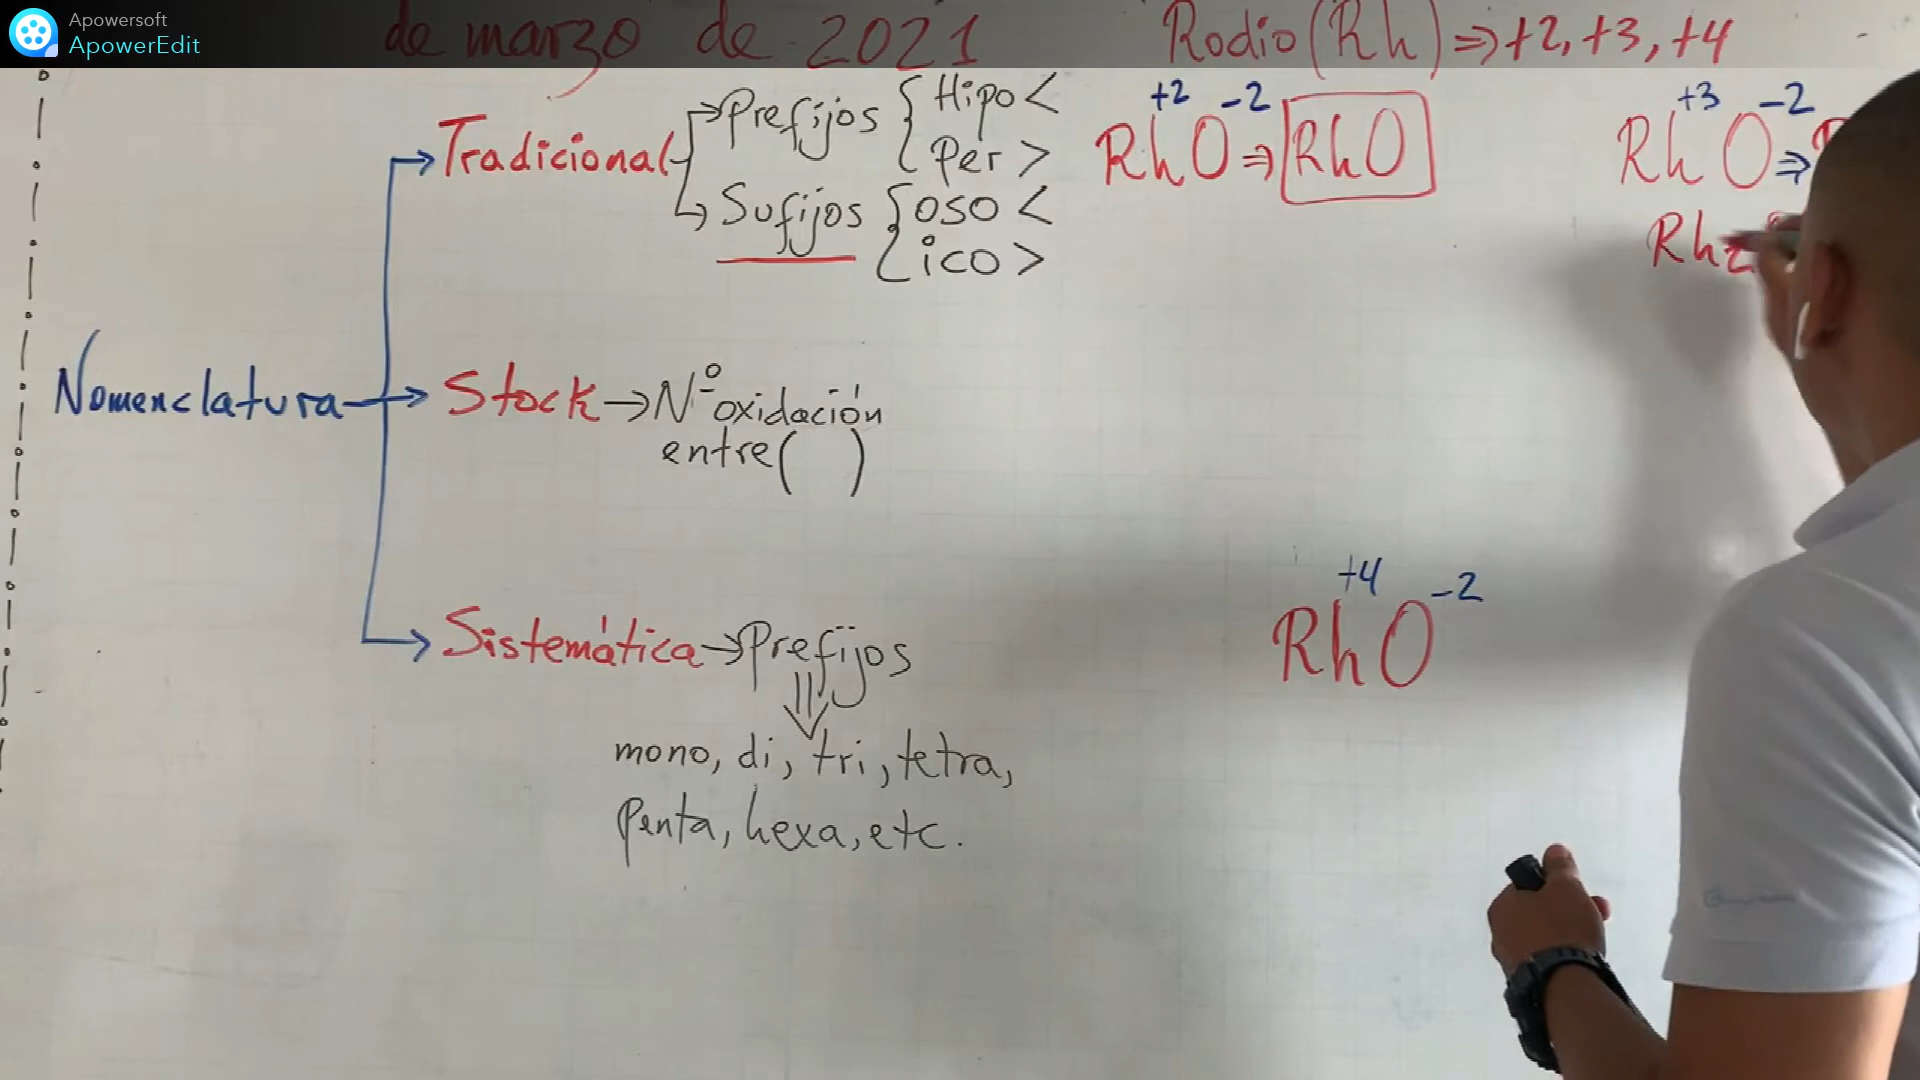 Apowersoft
ApowerEdit
de marzo de 2021
Rodio (Rh) ⇒ +2, +3, +4
Nomenclatura
Tradicional
Prefijos { Hipo <
Per >
Sufijos { oso <
ico >
Stock → Nº oxidación
entre ( )
Sistemática → Prefijos
mono, di, tri, tetra,
penta, hexa, etc.
+2 -2
RhO ⇒ RhO
+3 -2
RhO ⇒
Rh2
+4 -2
RhO